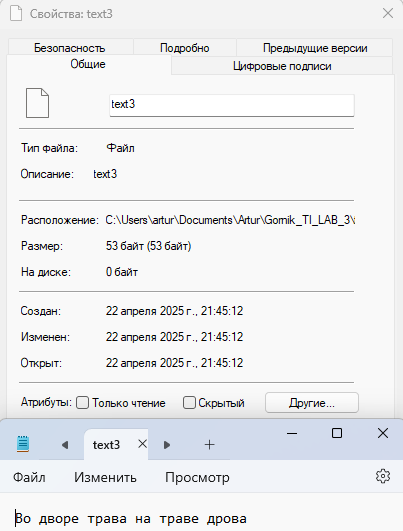 Свойства: text3
Безопасность Подробно Предыдущие версии
Общие Цифровые подписи
text3
Тип файла: Файл
Описание: text3
Расположение: C:\Users\artur\Documents\Artur\Gornik_TI_LAB_3\
Размер: 53 байт (53 байт)
На диске: 0 байт
Создан: 22 апреля 2025 г., 21:45:12
Изменен: 22 апреля 2025 г., 21:45:12
Открыт: 22 апреля 2025 г., 21:45:12
Атрибуты: Только чтение Скрытый Другие...
text3
Файл Изменить Просмотр
Во дворе трава на траве дрова